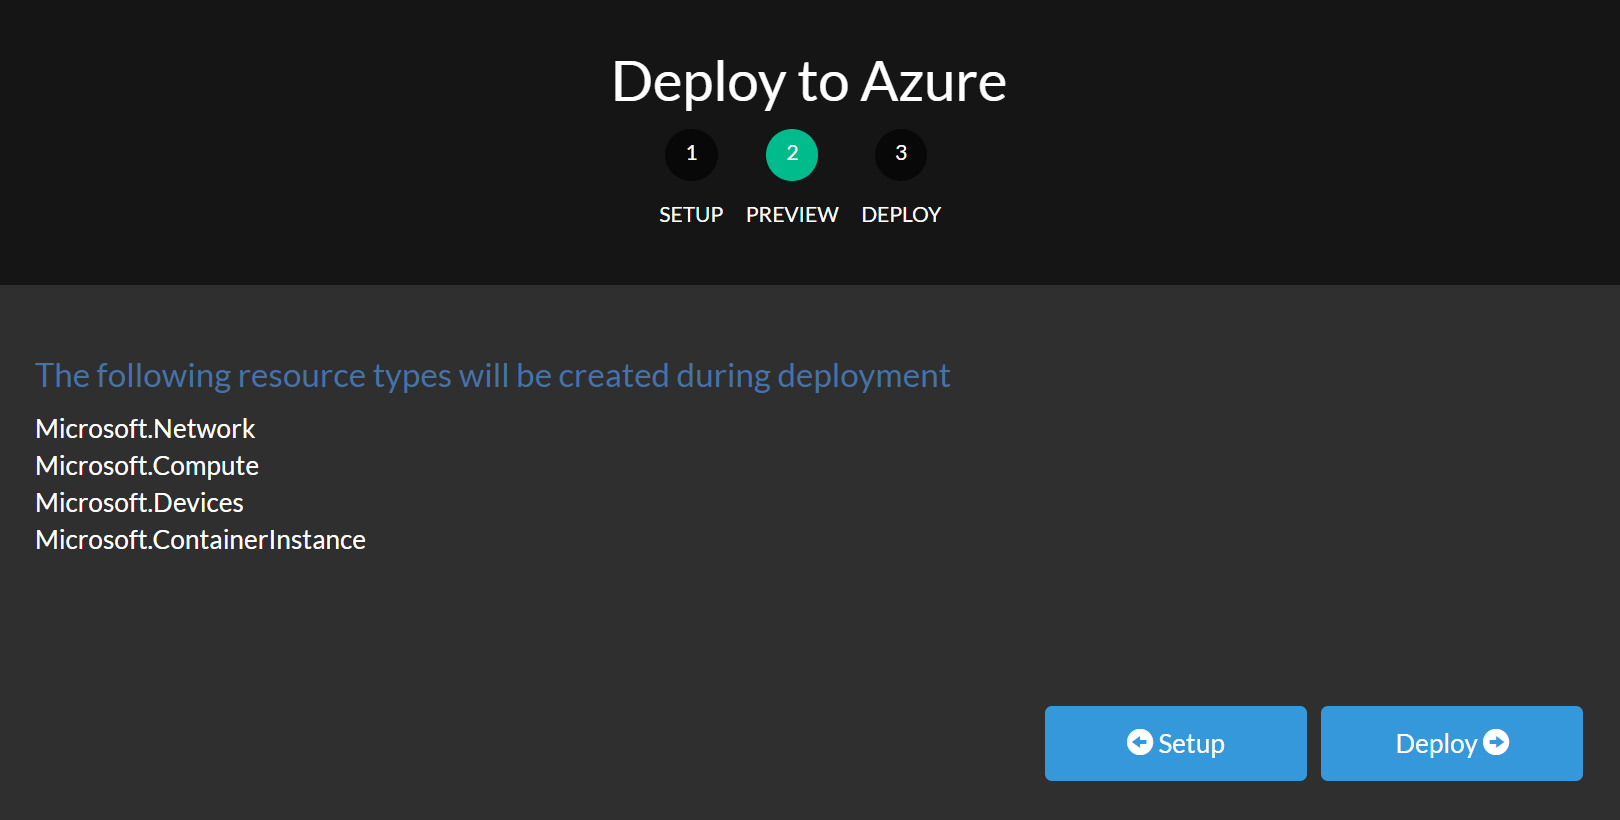 Deploy to Azure
1 2 3
SETUP PREVIEW DEPLOY
The following resource types will be created during deployment
Microsoft.Network
Microsoft.Compute
Microsoft.Devices
Microsoft.ContainerInstance
Setup Deploy